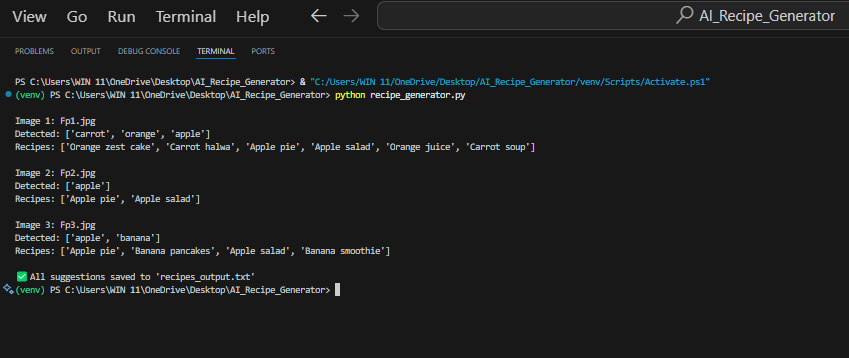 View Go Run Terminal Help AI_Recipe_Generator
PROBLEMS OUTPUT DEBUG CONSOLE TERMINAL PORTS
PS C:\Users\WIN 11\OneDrive\Desktop\AI_Recipe_Generator> & "C:/Users/WIN 11/OneDrive/Desktop/AI_Recipe_Generator/venv/Scripts/Activate.ps1"
(venv) PS C:\Users\WIN 11\OneDrive\Desktop\AI_Recipe_Generator> python recipe_generator.py
Image 1: Fp1.jpg
Detected: ['carrot', 'orange', 'apple']
Recipes: ['Orange zest cake', 'Carrot halwa', 'Apple pie', 'Apple salad', 'Orange juice', 'Carrot soup']
Image 2: Fp2.jpg
Detected: ['apple']
Recipes: ['Apple pie', 'Apple salad']
Image 3: Fp3.jpg
Detected: ['apple', 'banana']
Recipes: ['Apple pie', 'Banana pancakes', 'Apple salad', 'Banana smoothie']
✅ All suggestions saved to 'recipes_output.txt'
(venv) PS C:\Users\WIN 11\OneDrive\Desktop\AI_Recipe_Generator>